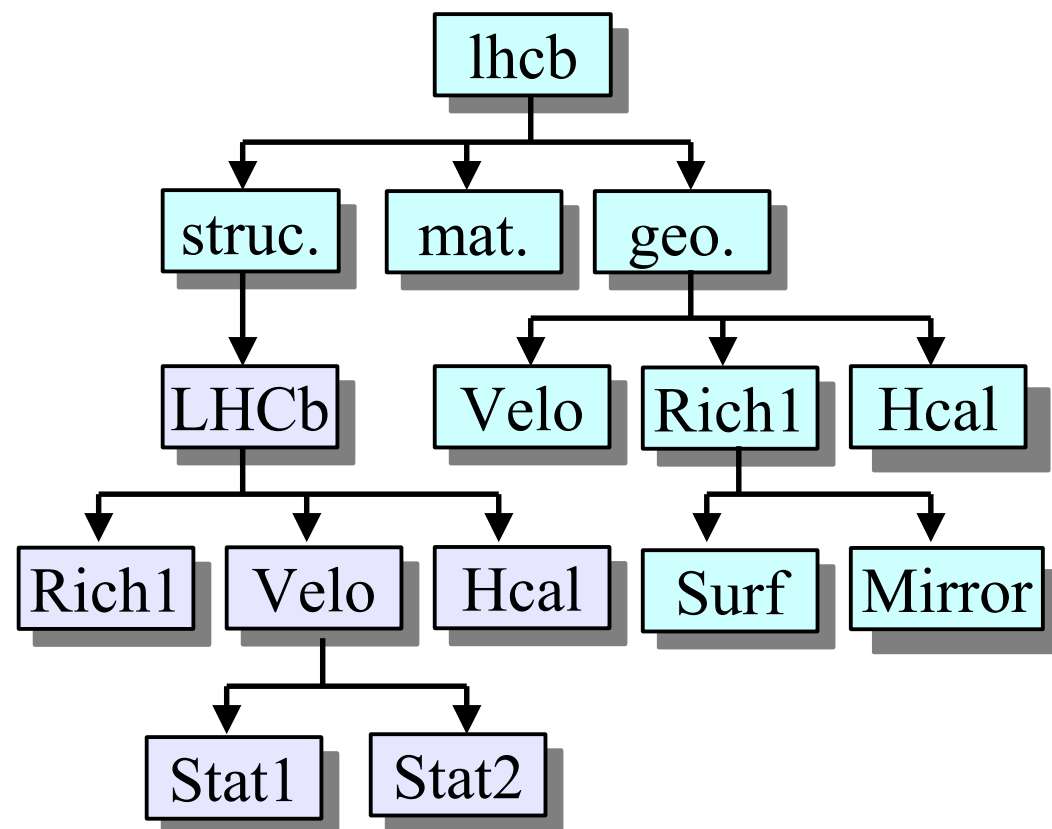 lhcb
struc.
mat.
geo.
LHCb
Velo
Rich1
Hcal
Rich1
Velo
Hcal
Surf
Mirror
Stat1
Stat2